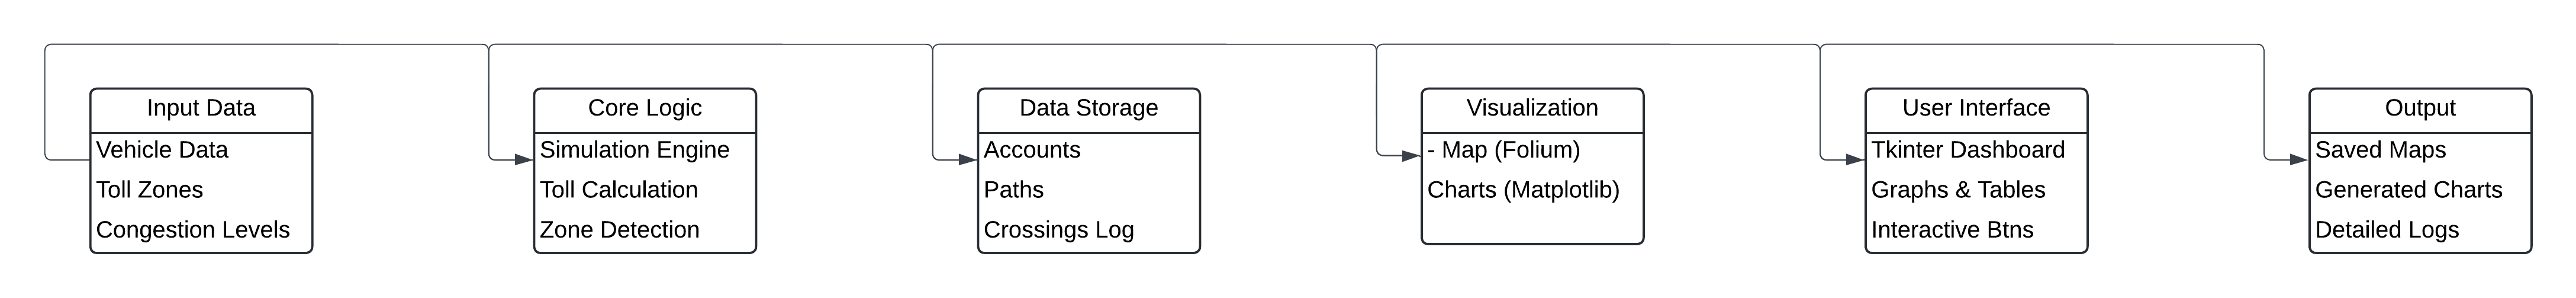 Input Data
Vehicle Data
Toll Zones
Congestion Levels
Core Logic
Simulation Engine
Toll Calculation
Zone Detection
Data Storage
Accounts
Paths
Crossings Log
Visualization
- Map (Folium)
Charts (Matplotlib)
User Interface
Tkinter Dashboard
Graphs & Tables
Interactive Btns
Output
Saved Maps
Generated Charts
Detailed Logs